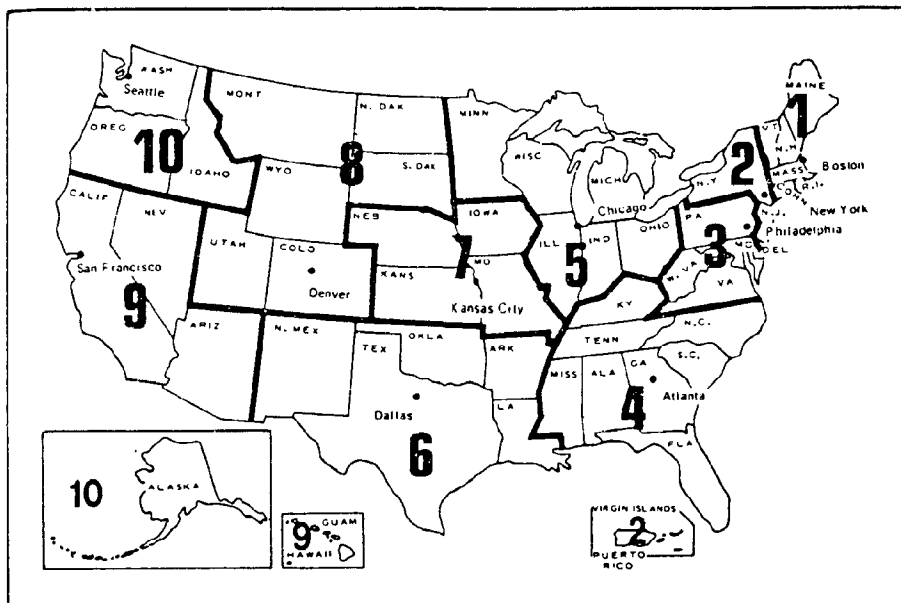 WASH
Seattle
MONT
N. DAK
MINN
MAINE
1
OREG
10
IDAHO
WYO
8
S. DAK
WISC
MICH
VT
N.H
2
N.Y
MASS
Boston
R.I.
CONN
New York
CALIF
NEV
NEB
IOWA
Chicago
PA
N.J.
Philadelphia
UTAH
COLO
7
ILL
IND
OHIO
3
MD
DEL
San Francisco
Denver
KANS
MO
5
W. VA
VA
9
Kansas City
KY
ARIZ
N. MEX
OKLA
ARK
TENN
N.C.
TEX
MISS
ALA
GA
S.C.
Dallas
LA
4
Atlanta
6
FLA
10
ALASKA
GUAM
9
HAWAII
VIRGIN ISLANDS
2
PUERTO
RICO